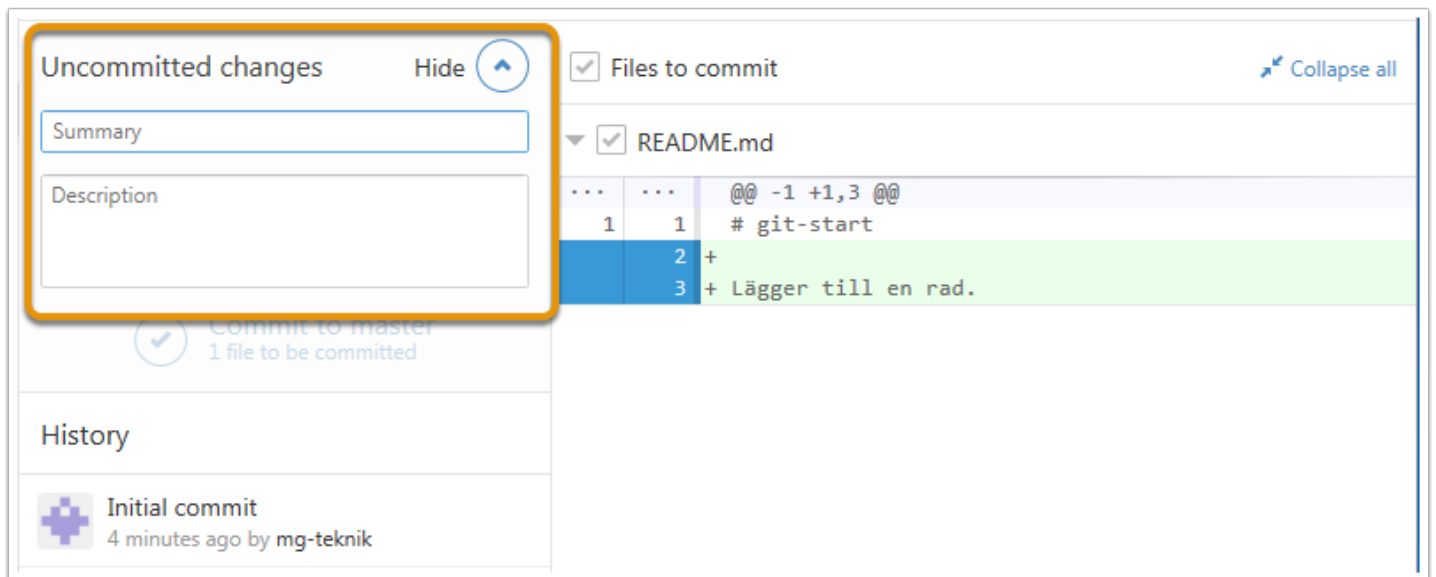 Uncommitted changes
Hide
Summary
Description
Commit to master
1 file to be committed
History
Initial commit
4 minutes ago by mg-teknik
Files to commit
Collapse all
README.md
... ... @@ -1 +1,3 @@
1 1 # git-start
2 +
3 + Lägger till en rad.